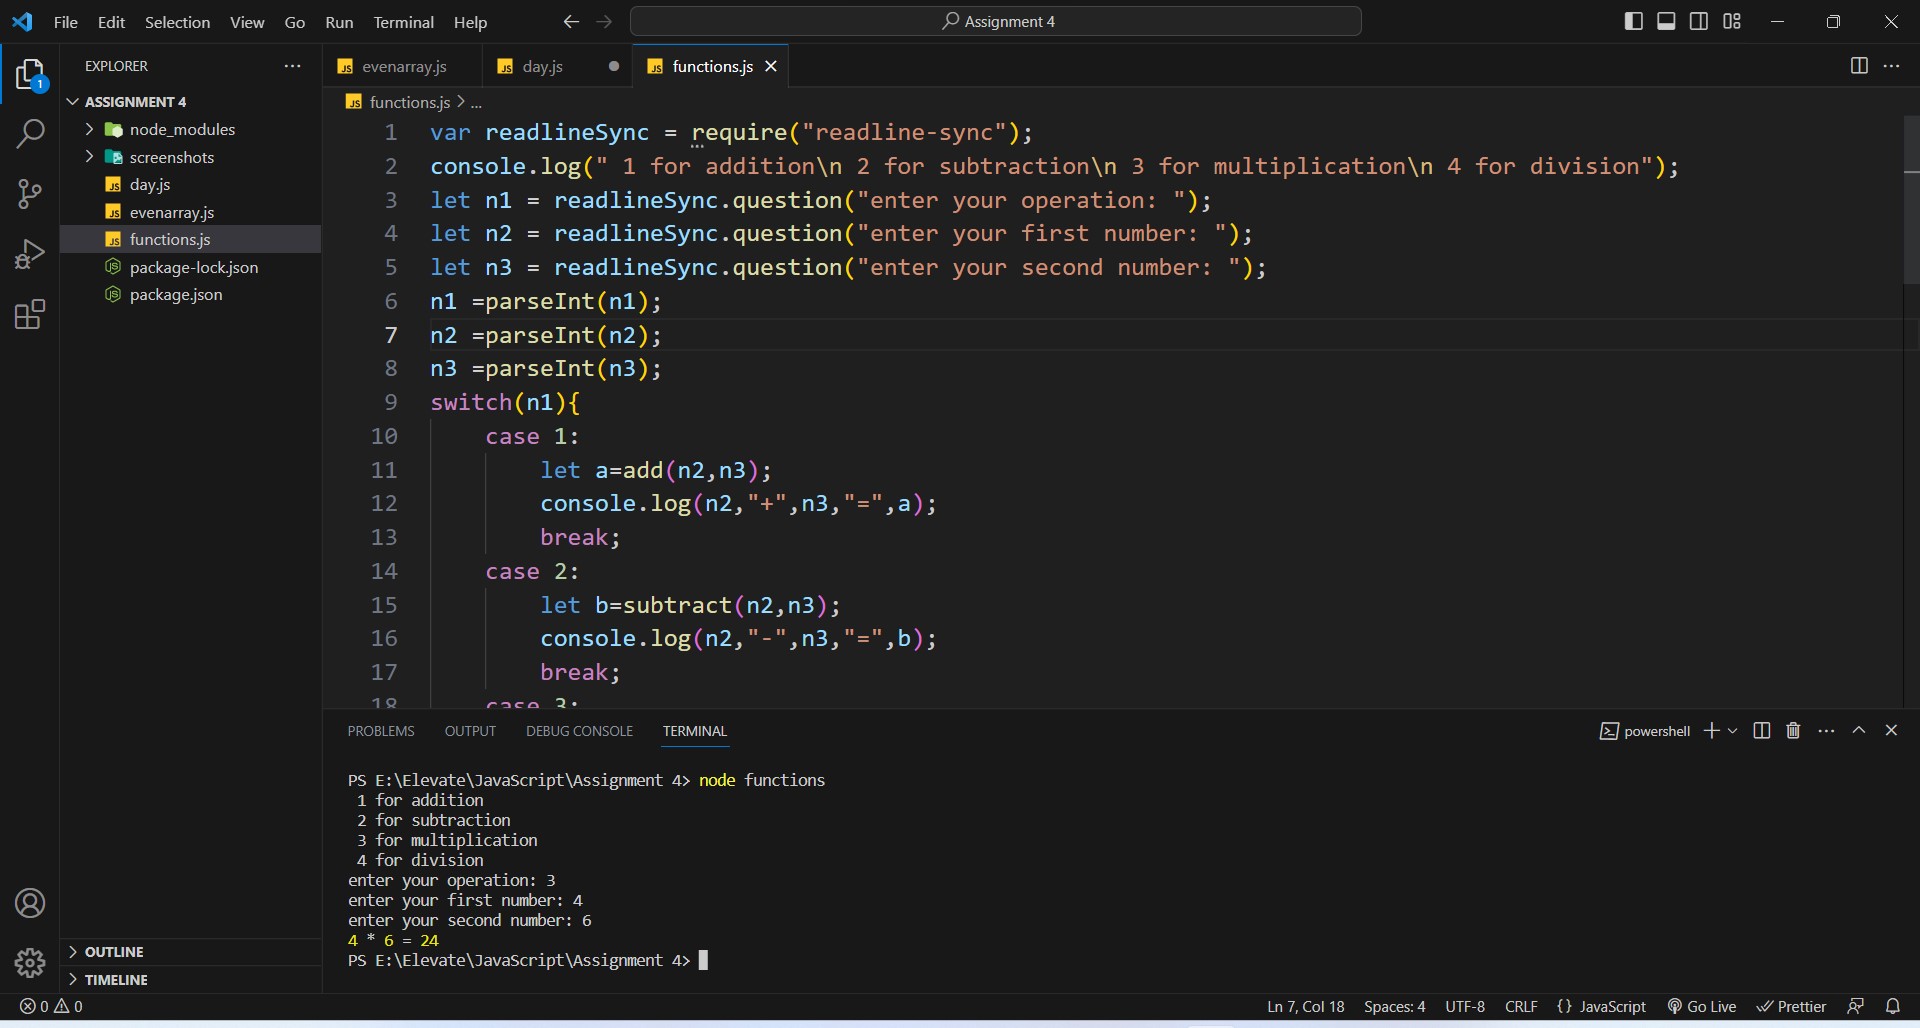 File Edit Selection View Go Run Terminal Help
Assignment 4
EXPLORER
1
ASSIGNMENT 4
node_modules
screenshots
day.js
evenarray.js
functions.js
package-lock.json
package.json
OUTLINE
TIMELINE
evenarray.js day.js functions.js
functions.js > ...
1 var readlineSync = require("readline-sync");
2 console.log(" 1 for addition\n 2 for subtraction\n 3 for multiplication\n 4 for division");
3 let n1 = readlineSync.question("enter your operation: ");
4 let n2 = readlineSync.question("enter your first number: ");
5 let n3 = readlineSync.question("enter your second number: ");
6 n1 =parseInt(n1);
7 n2 =parseInt(n2);
8 n3 =parseInt(n3);
9 switch(n1){
10 case 1:
11 let a=add(n2,n3);
12 console.log(n2,"+",n3,"=",a);
13 break;
14 case 2:
15 let b=subtract(n2,n3);
16 console.log(n2,"-",n3,"=",b);
17 break;
18 case 3:
PROBLEMS OUTPUT DEBUG CONSOLE TERMINAL
powershell
PS E:\Elevate\JavaScript\Assignment 4> node functions
1 for addition
2 for subtraction
3 for multiplication
4 for division
enter your operation: 3
enter your first number: 4
enter your second number: 6
4 * 6 = 24
PS E:\Elevate\JavaScript\Assignment 4>
0 0
Ln 7, Col 18 Spaces: 4 UTF-8 CRLF {} JavaScript Go Live Prettier